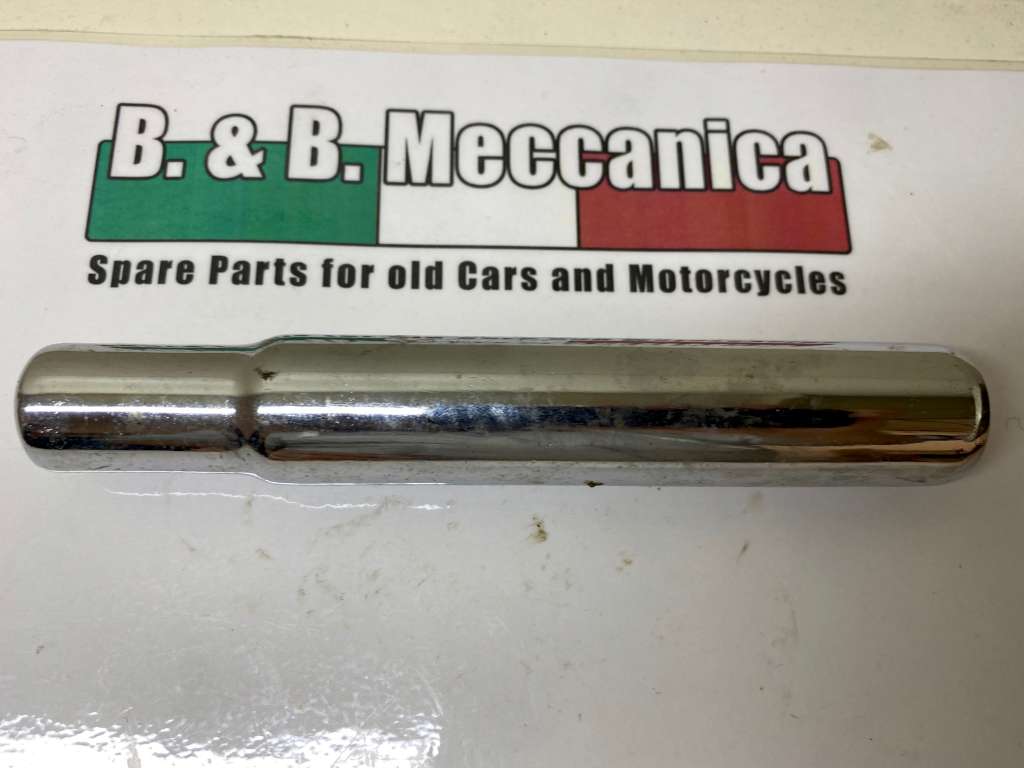 B. & B. Meccanica
Spare Parts for old Cars and Motorcycles